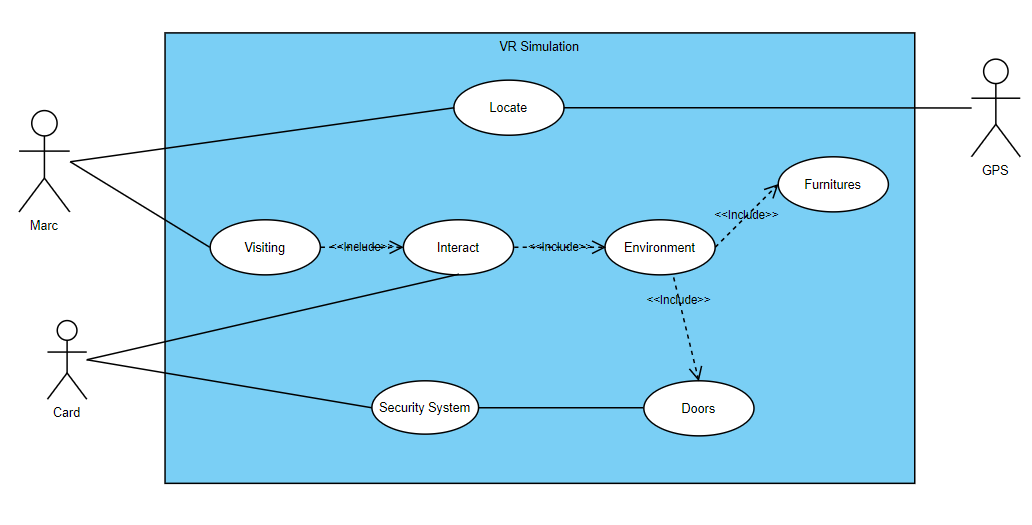 VR Simulation
Locate
GPS
Marc
Furnitures
<<Include>>
Visiting
<<Include>>
Interact
<<Include>>
Environment
<<Include>>
Card
Security System
Doors